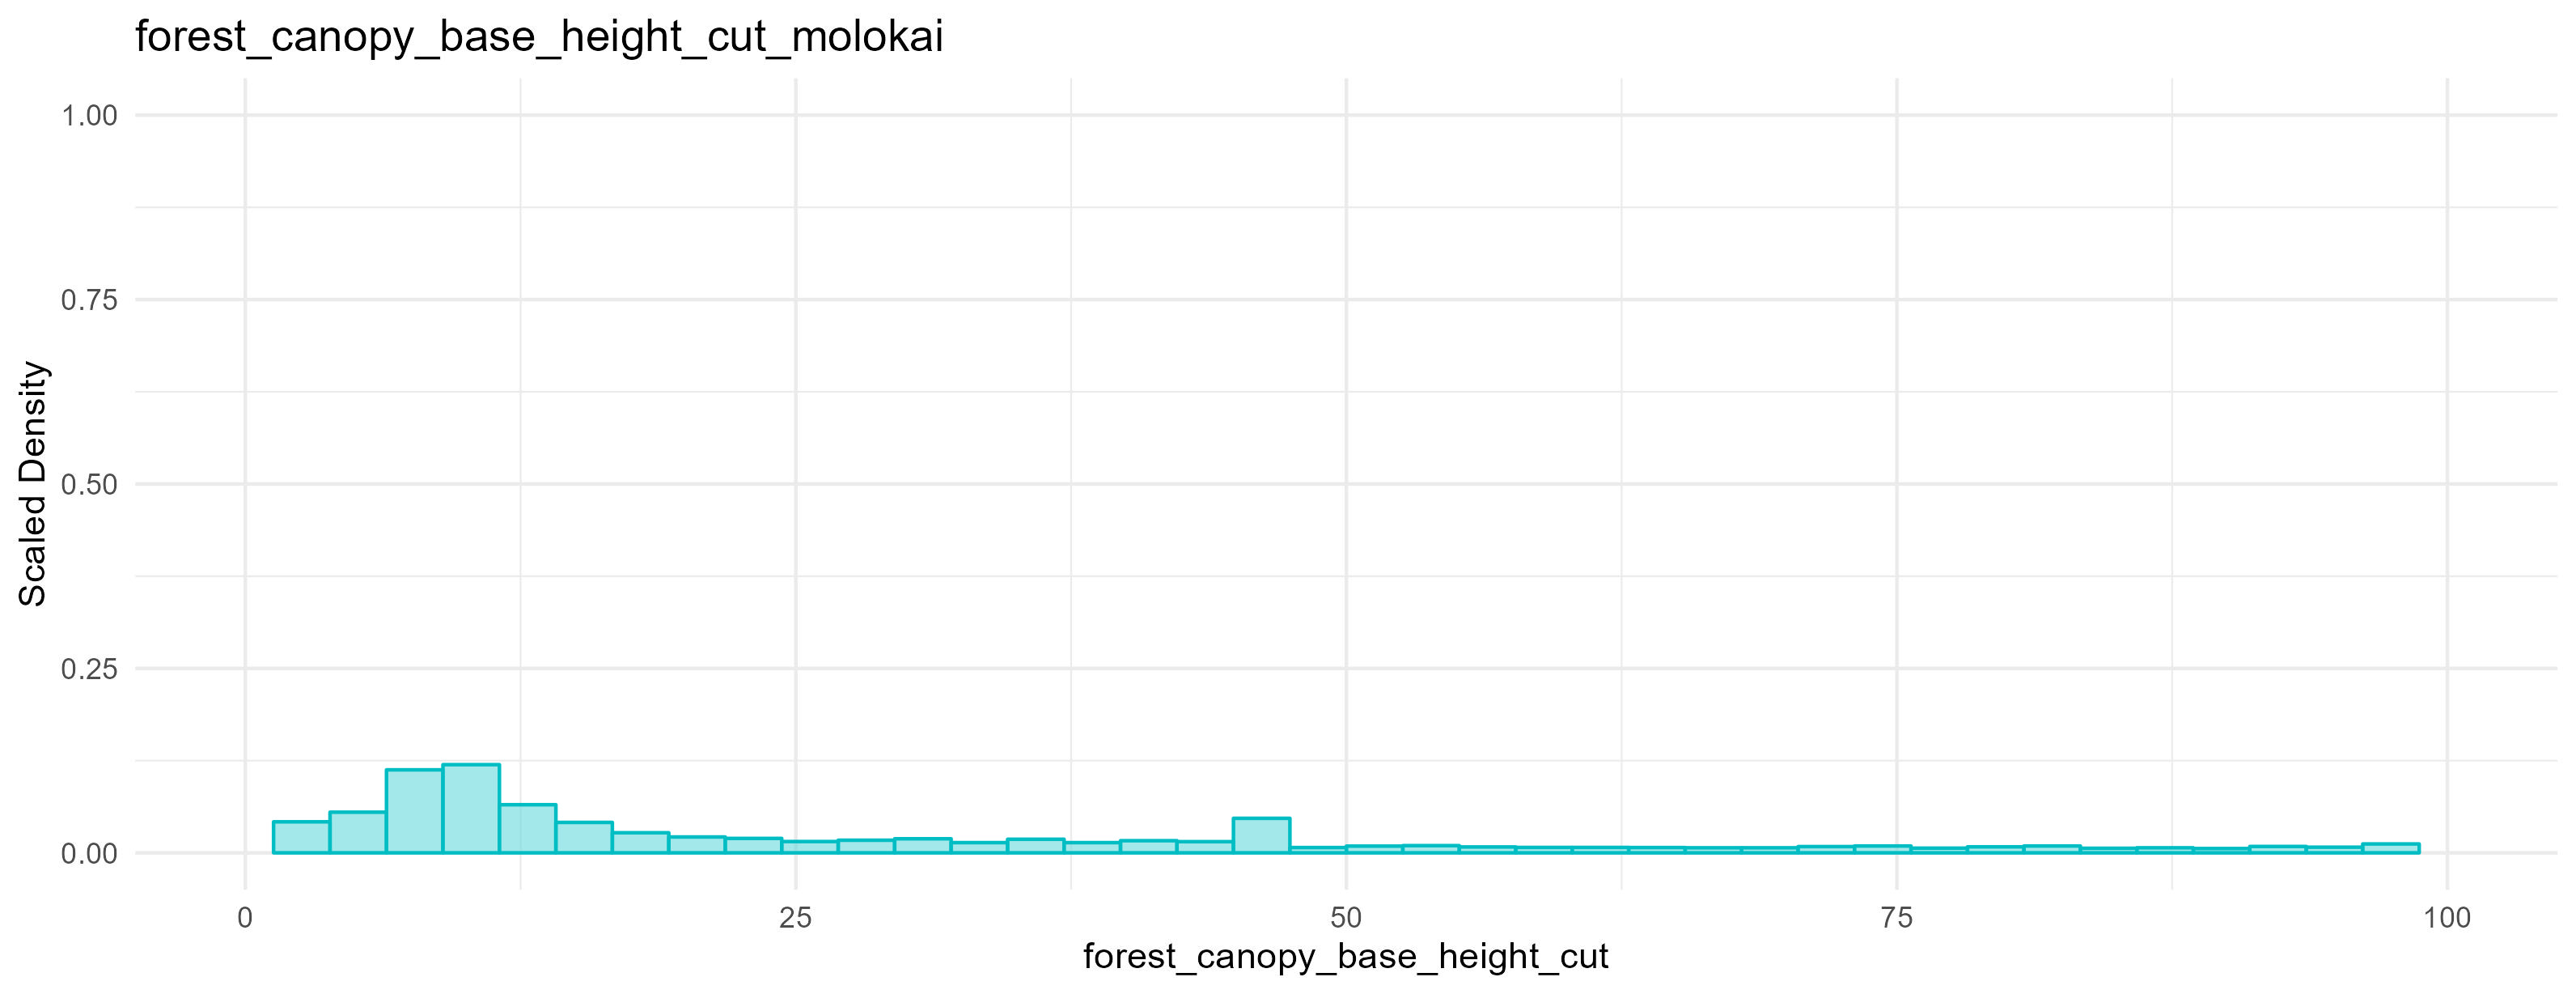 forest_canopy_base_height_cut_molokai
1.00
0.75
0.50
0.25
0.00
Scaled Density
0 25 50 75 100
forest_canopy_base_height_cut